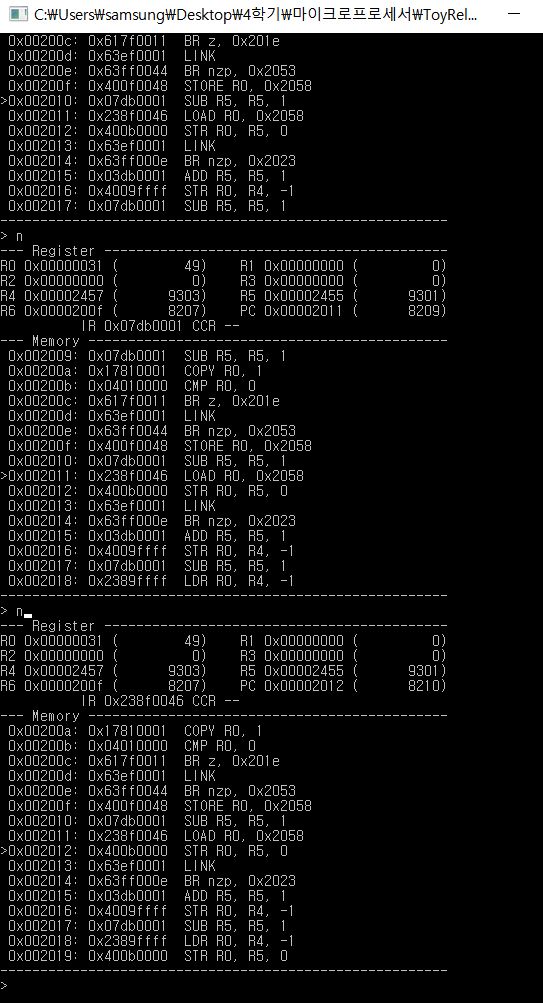 C:₩Users₩samsung₩Desktop₩4학기₩마이크로프로세서₩ToyRel...
 0x00200c: 0x617f0011  BR z, 0x201e
 0x00200d: 0x63ef0001  LINK
 0x00200e: 0x63ff0044  BR nzp, 0x2053
 0x00200f: 0x400f0048  STORE R0, 0x2058
>0x002010: 0x07db0001  SUB R5, R5, 1
 0x002011: 0x238f0046  LOAD R0, 0x2058
 0x002012: 0x400b0000  STR R0, R5, 0
 0x002013: 0x63ef0001  LINK
 0x002014: 0x63ff000e  BR nzp, 0x2023
 0x002015: 0x03db0001  ADD R5, R5, 1
 0x002016: 0x4009ffff  STR R0, R4, -1
 0x002017: 0x07db0001  SUB R5, R5, 1
--------------------------------------------------------
> n
--- Register -------------------------------------------
R0 0x00000031 (        49)    R1 0x00000000 (         0)
R2 0x00000000 (         0)    R3 0x00000000 (         0)
R4 0x00002457 (      9303)    R5 0x00002455 (      9301)
R6 0x0000200f (      8207)    PC 0x00002011 (      8209)
          IR 0x07db0001 CCR --
--- Memory ---------------------------------------------
 0x002009: 0x07db0001  SUB R5, R5, 1
 0x00200a: 0x17810001  COPY R0, 1
 0x00200b: 0x04010000  CMP R0, 0
 0x00200c: 0x617f0011  BR z, 0x201e
 0x00200d: 0x63ef0001  LINK
 0x00200e: 0x63ff0044  BR nzp, 0x2053
 0x00200f: 0x400f0048  STORE R0, 0x2058
 0x002010: 0x07db0001  SUB R5, R5, 1
>0x002011: 0x238f0046  LOAD R0, 0x2058
 0x002012: 0x400b0000  STR R0, R5, 0
 0x002013: 0x63ef0001  LINK
 0x002014: 0x63ff000e  BR nzp, 0x2023
 0x002015: 0x03db0001  ADD R5, R5, 1
 0x002016: 0x4009ffff  STR R0, R4, -1
 0x002017: 0x07db0001  SUB R5, R5, 1
 0x002018: 0x2389ffff  LDR R0, R4, -1
--------------------------------------------------------
> n
--- Register -------------------------------------------
R0 0x00000031 (        49)    R1 0x00000000 (         0)
R2 0x00000000 (         0)    R3 0x00000000 (         0)
R4 0x00002457 (      9303)    R5 0x00002455 (      9301)
R6 0x0000200f (      8207)    PC 0x00002012 (      8210)
          IR 0x238f0046 CCR --
--- Memory ---------------------------------------------
 0x00200a: 0x17810001  COPY R0, 1
 0x00200b: 0x04010000  CMP R0, 0
 0x00200c: 0x617f0011  BR z, 0x201e
 0x00200d: 0x63ef0001  LINK
 0x00200e: 0x63ff0044  BR nzp, 0x2053
 0x00200f: 0x400f0048  STORE R0, 0x2058
 0x002010: 0x07db0001  SUB R5, R5, 1
 0x002011: 0x238f0046  LOAD R0, 0x2058
>0x002012: 0x400b0000  STR R0, R5, 0
 0x002013: 0x63ef0001  LINK
 0x002014: 0x63ff000e  BR nzp, 0x2023
 0x002015: 0x03db0001  ADD R5, R5, 1
 0x002016: 0x4009ffff  STR R0, R4, -1
 0x002017: 0x07db0001  SUB R5, R5, 1
 0x002018: 0x2389ffff  LDR R0, R4, -1
 0x002019: 0x400b0000  STR R0, R5, 0
--------------------------------------------------------
>